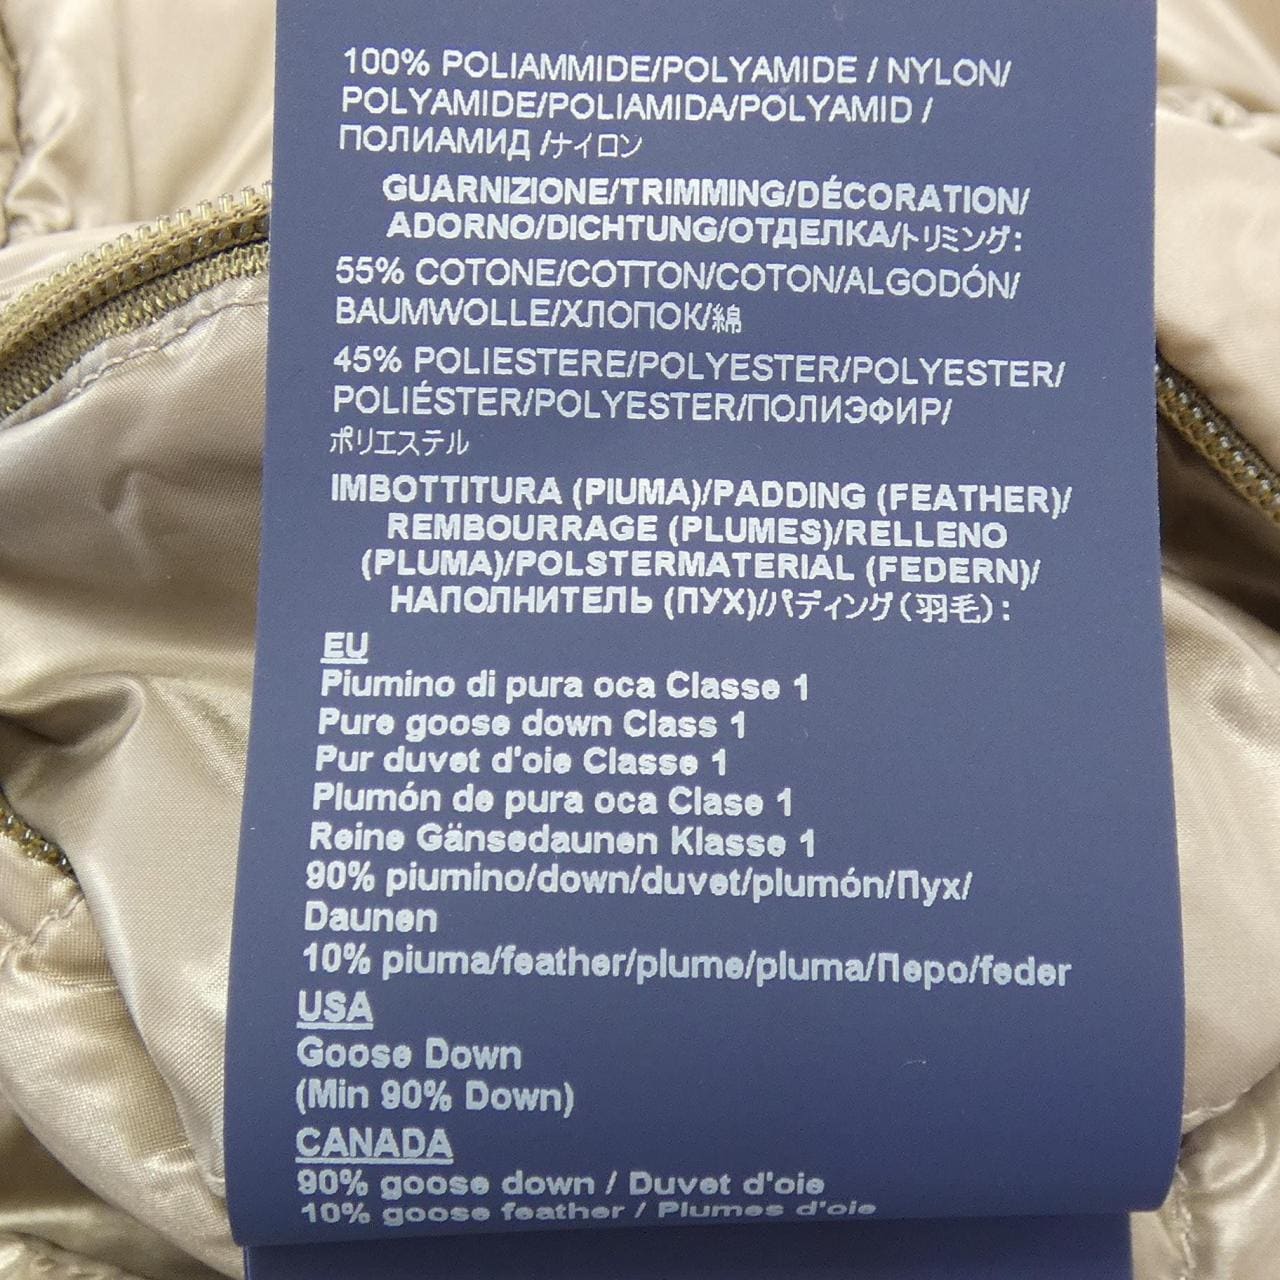 100% POLIAMMIDE/POLYAMIDE / NYLON/
POLYAMIDE/POLIAMIDA/POLYAMID /
ПОЛИАМИД /ナイロン
GUARNIZIONE/TRIMMING/DÉCORATION/
ADORNO/DICHTUNG/ОТДЕЛКА/トリミング:
55% COTONE/COTTON/COTON/ALGODÓN/
BAUMWOLLE/ХЛОПОК/綿
45% POLIESTERE/POLYESTER/POLYESTER/
POLIÉSTER/POLYESTER/ПОЛИЭФИР/
ポリエステル
IMBOTTITURA (PIUMA)/PADDING (FEATHER)/
REMBOURRAGE (PLUMES)/RELLENO
(PLUMA)/POLSTERMATERIAL (FEDERN)/
НАПОЛНИТЕЛЬ (ПУХ)/パディング(羽毛):
EU
Piumino di pura oca Classe 1
Pure goose down Class 1
Pur duvet d'oie Classe 1
Plumón de pura oca Clase 1
Reine Gänsedaunen Klasse 1
90% piumino/down/duvet/plumón/Пух/
Daunen
10% piuma/feather/plume/pluma/Перо/feder
USA
Goose Down
(Min 90% Down)
CANADA
90% goose down / Duvet d'oie
10% goose feather / Plumes d'oie